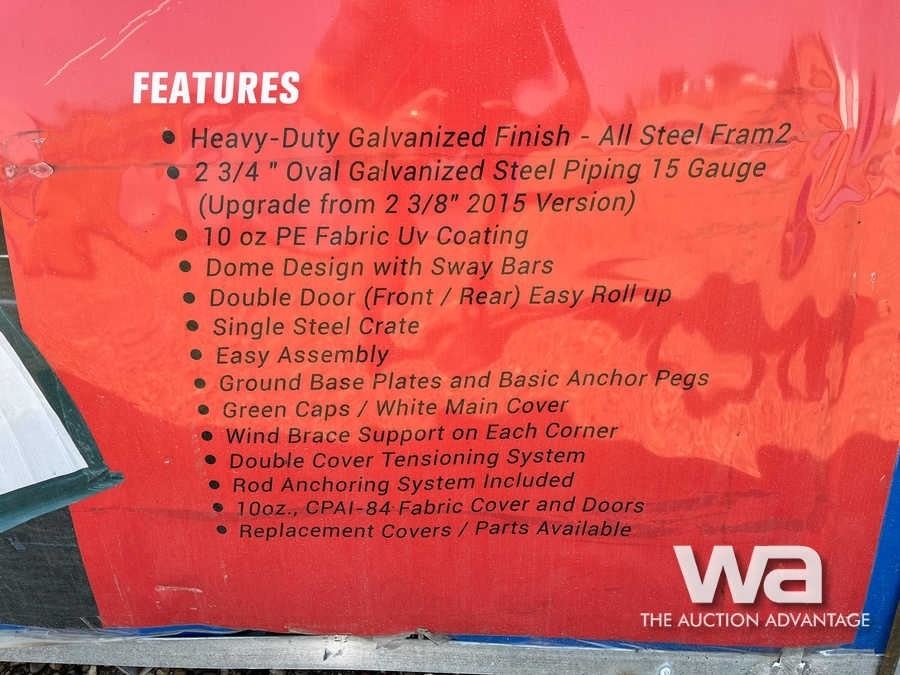 FEATURES
• Heavy-Duty Galvanized Finish - All Steel Fram2
• 2 3/4 " Oval Galvanized Steel Piping 15 Gauge
(Upgrade from 2 3/8" 2015 Version)
• 10 oz PE Fabric Uv Coating
• Dome Design with Sway Bars
• Double Door (Front / Rear) Easy Roll up
• Single Steel Crate
• Easy Assembly
• Ground Base Plates and Basic Anchor Pegs
• Green Caps / White Main Cover
• Wind Brace Support on Each Corner
• Double Cover Tensioning System
• Rod Anchoring System Included
• 10oz., CPAI-84 Fabric Cover and Doors
• Replacement Covers / Parts Available
wa
THE AUCTION ADVANTAGE